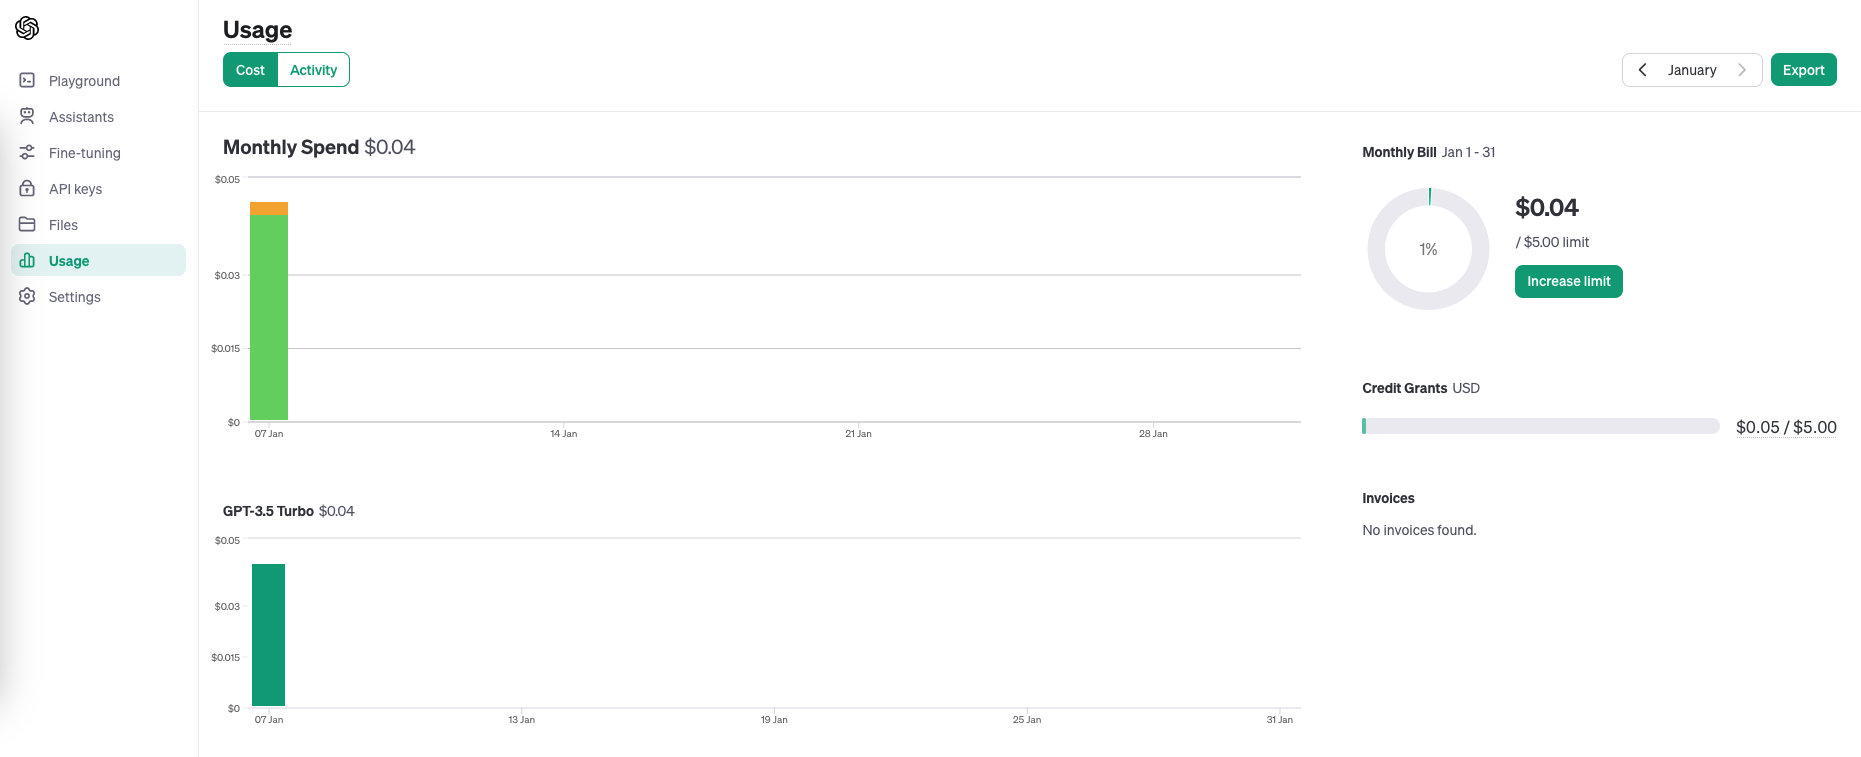 Usage
Cost Activity
January
Export
Playground
Assistants
Fine-tuning
API keys
Files
Usage
Settings
Monthly Spend $0.04
$0.05
$0.03
$0.015
$0
07 Jan 14 Jan 21 Jan 28 Jan
GPT-3.5 Turbo $0.04
$0.05
$0.03
$0.015
$0
07 Jan 13 Jan 19 Jan 25 Jan 31 Jan
Monthly Bill Jan 1 - 31
1%
$0.04
/ $5.00 limit
Increase limit
Credit Grants USD
$0.05 / $5.00
Invoices
No invoices found.